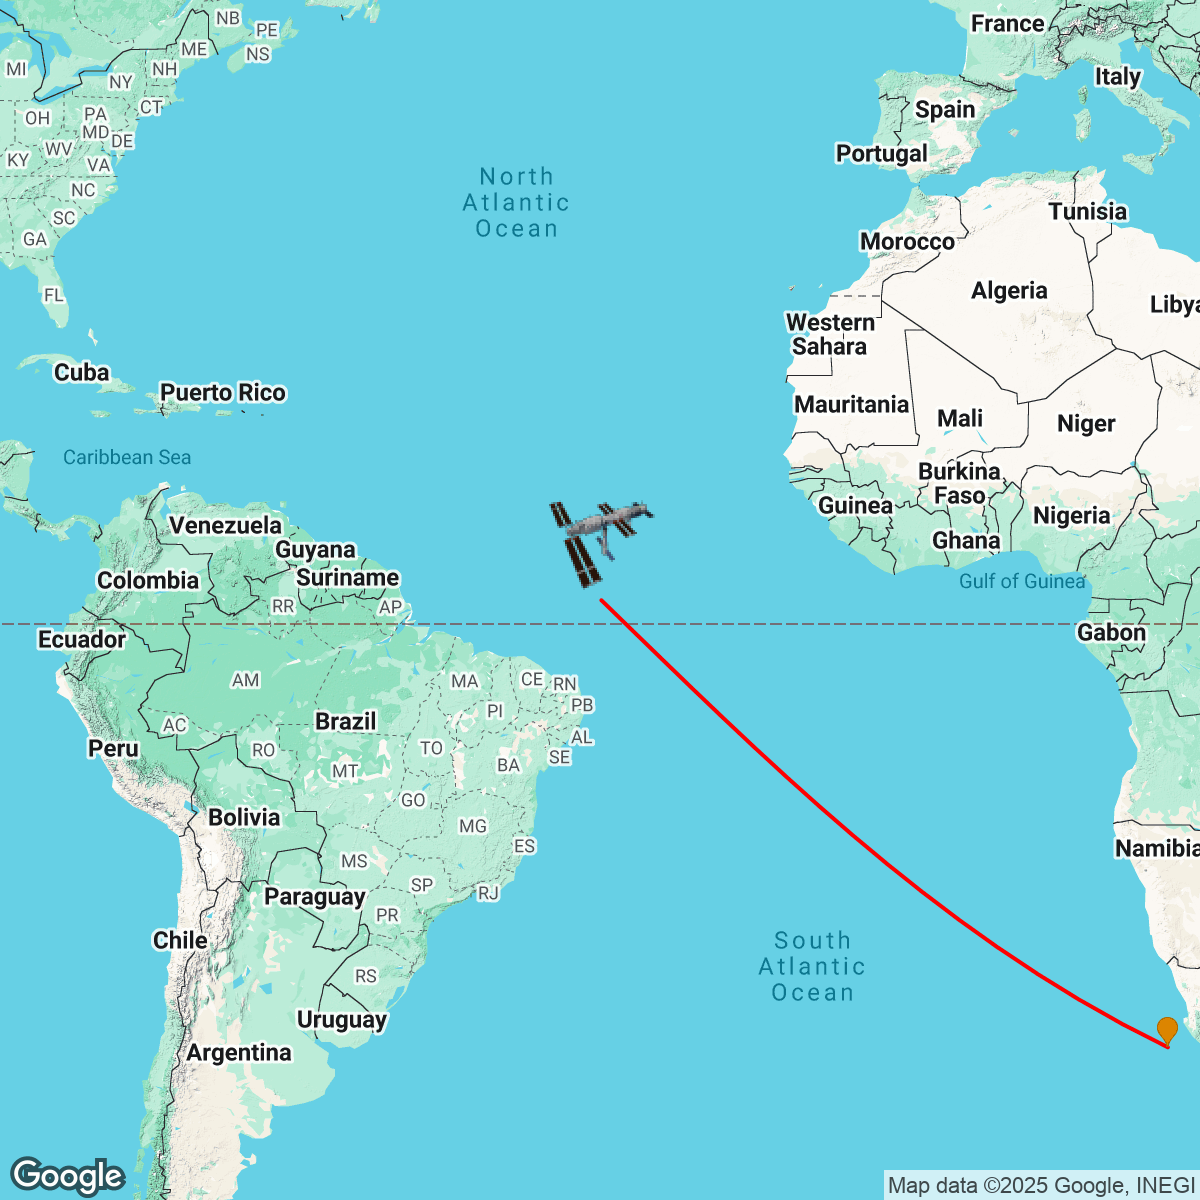 NB
PE
France
ME
NS
MI
NH
Italy
NY
CT
Spain
OH
PA
MD
DE
WV
Portugal
KY
VA
NC
North
Atlantic
Ocean
SC
Tunisia
GA
Morocco
FL
Algeria
Libya
Western
Sahara
Cuba
Puerto Rico
Mauritania
Mali
Niger
Caribbean Sea
Burkina
Faso
Guinea
Nigeria
Venezuela
Ghana
Guyana
Colombia
Suriname
Gulf of Guinea
RR
AP
Ecuador
Gabon
AM
MA
CE
RN
PI
PB
AC
Brazil
AL
Peru
RO
TO
SE
MT
BA
GO
Bolivia
MG
ES
Namibia
MS
SP
Paraguay
RJ
PR
Chile
South
Atlantic
Ocean
RS
Uruguay
Argentina
Google
Map data ©2025 Google, INEGI